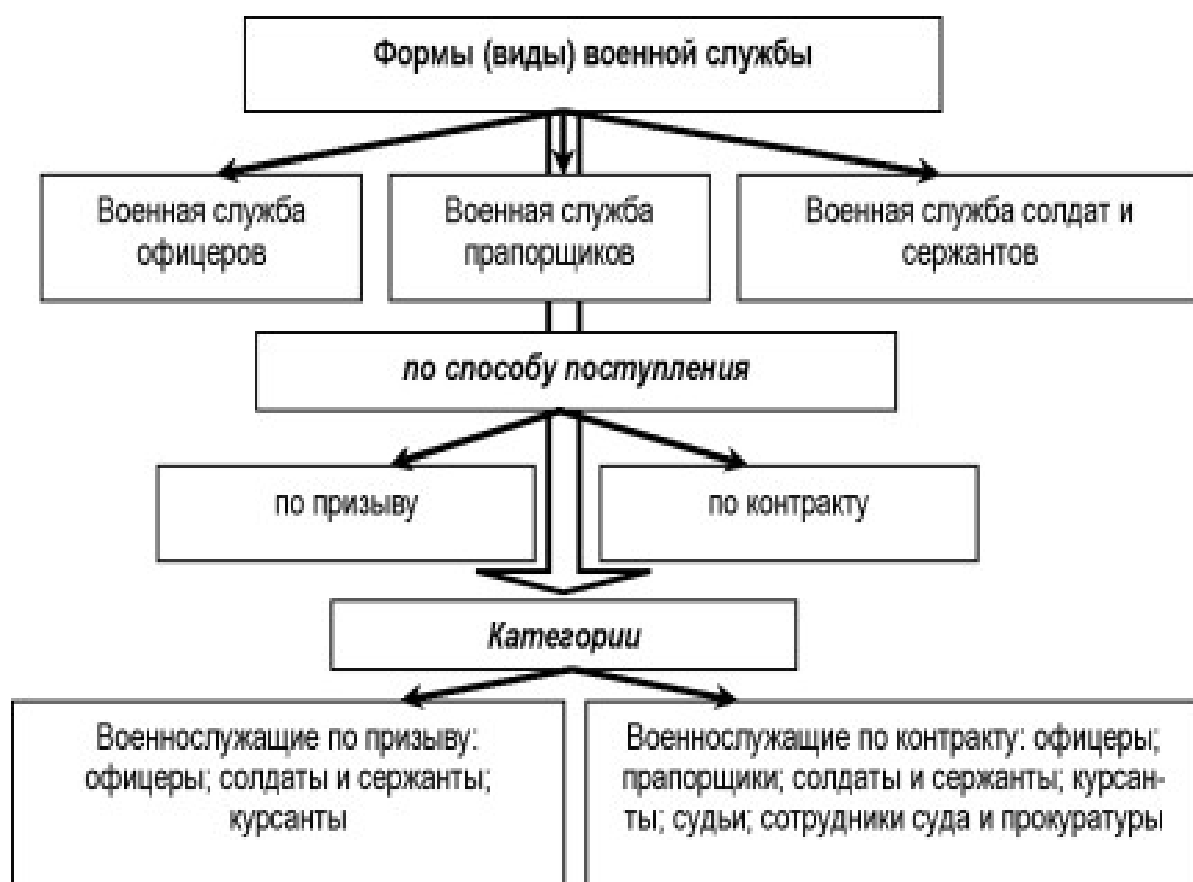 Формы (виды) военной службы
Военная служба
офицеров
Военная служба
прапорщиков
Военная служба солдат и
сержантов
по способу поступления
по призыву
по контракту
Категории
Военнослужащие по призыву:
офицеры; солдаты и сержанты;
курсанты
Военнослужащие по контракту: офицеры;
прапорщики; солдаты и сержанты; курсан-
ты; судьи; сотрудники суда и прокуратуры